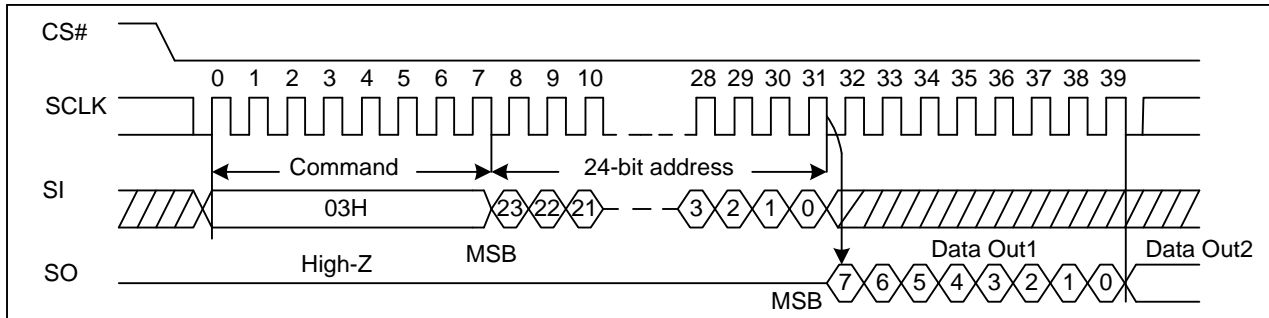 CS#
0 1 2 3 4 5 6 7 8 9 10 28 29 30 31 32 33 34 35 36 37 38 39
SCLK
Command 24-bit address
SI
03H 23 22 21 3 2 1 0
High-Z MSB Data Out1 Data Out2
SO
MSB 7 6 5 4 3 2 1 0